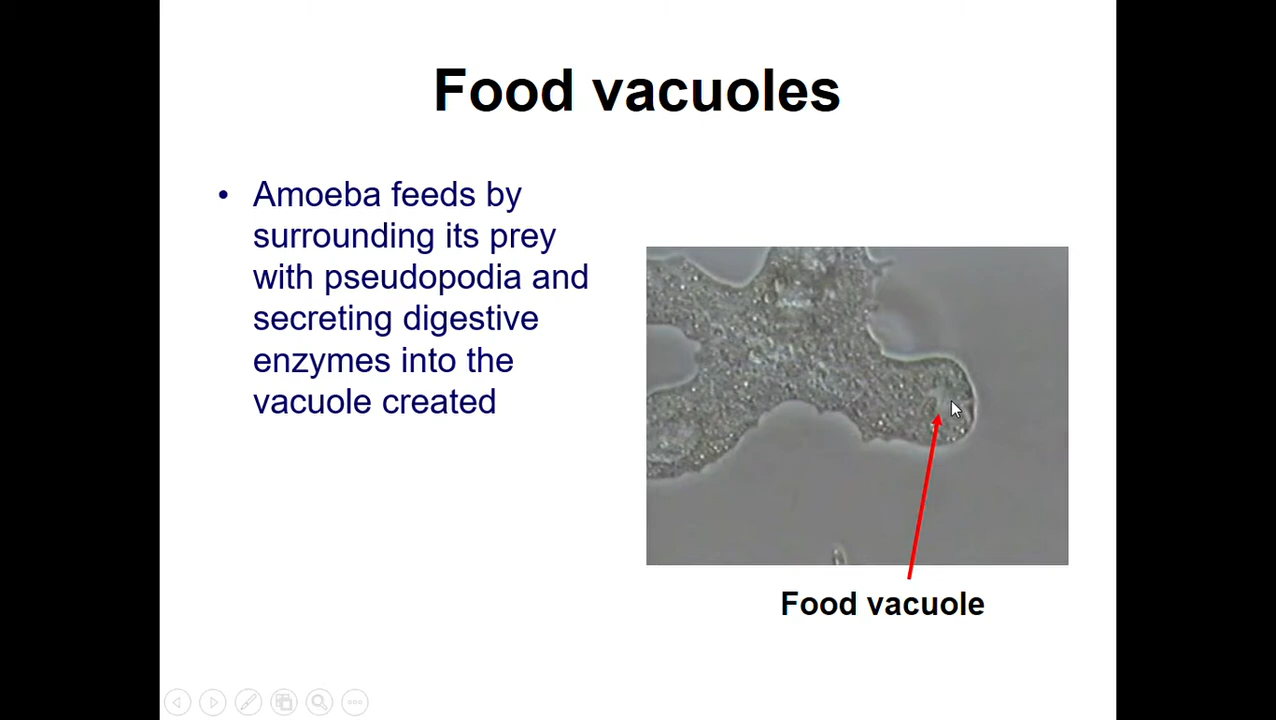 Food vacuoles
• Amoeba feeds by
surrounding its prey
with pseudopodia and
secreting digestive
enzymes into the
vacuole created
Food vacuole